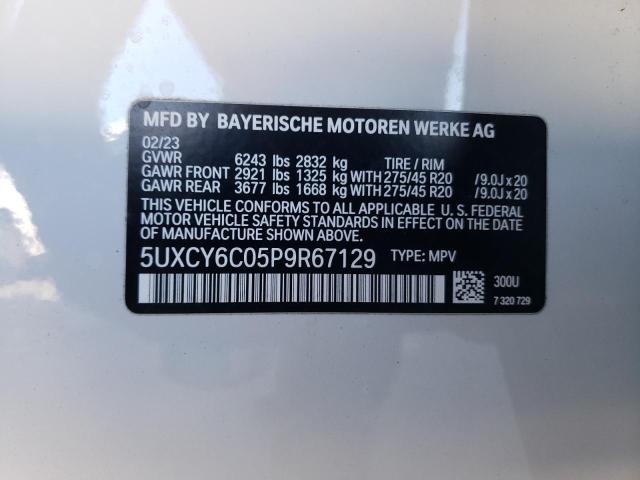 MFD BY BAYERISCHE MOTOREN WERKE AG
02/23
GVWR 6243 lbs 2832 kg TIRE / RIM
GAWR FRONT 2921 lbs 1325 kg WITH 275/45 R20 /9.0J x 20
GAWR REAR 3677 lbs 1668 kg WITH 275/45 R20 /9.0J x 20
THIS VEHICLE CONFORMS TO ALL APPLICABLE U. S. FEDERAL
MOTOR VEHICLE SAFETY STANDARDS IN EFFECT ON THE DATE
OF MANUFACTURE SHOWN ABOVE.
5UXCY6C05P9R67129 TYPE: MPV
300U
7 320 729